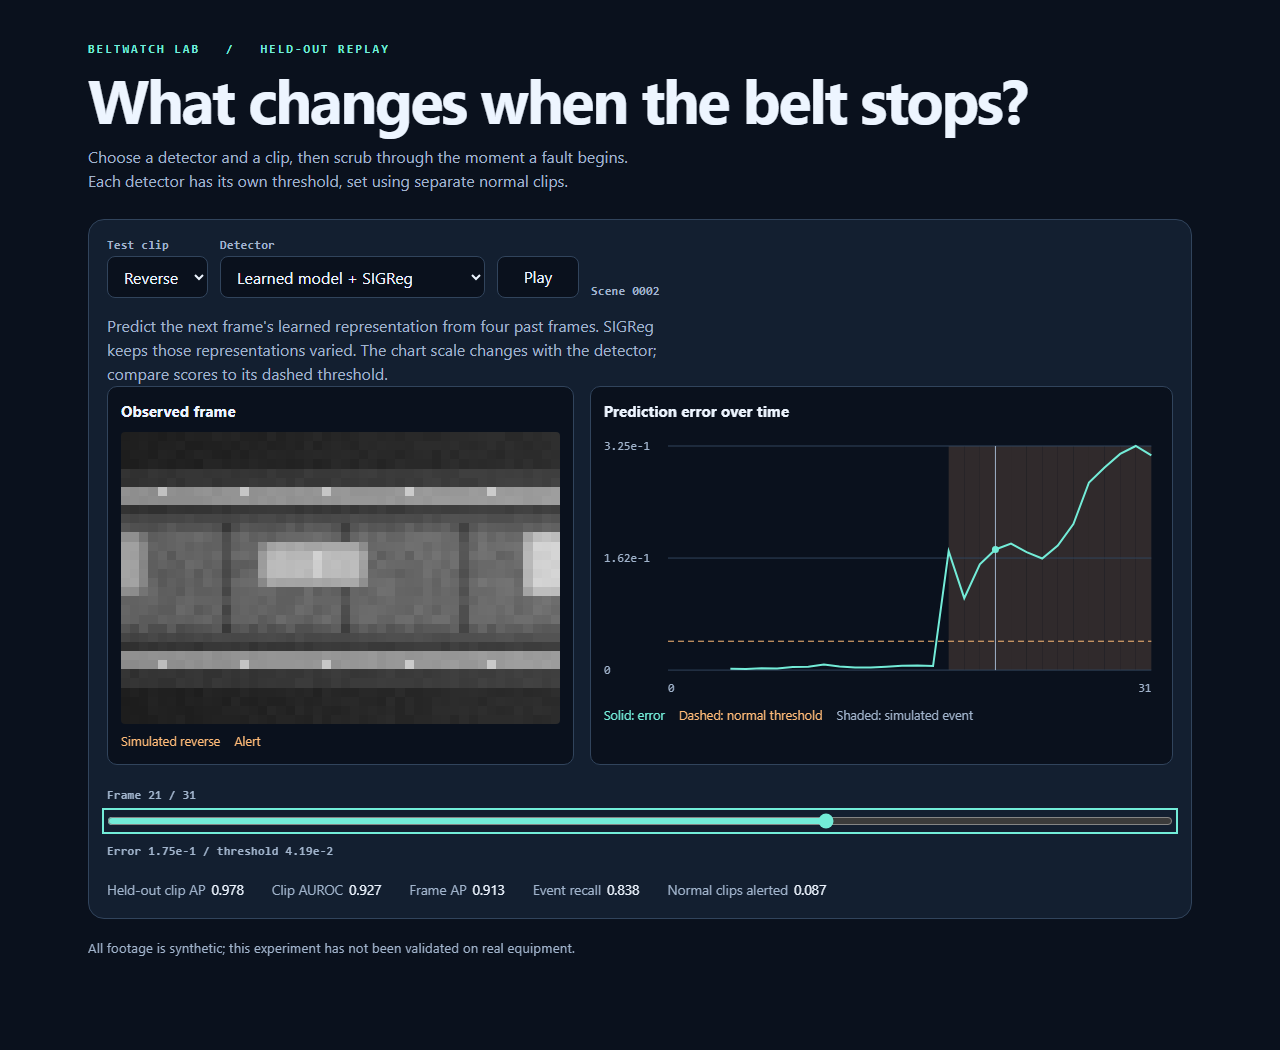 BELTWATCH LAB / HELD-OUT REPLAY
What changes when the belt stops?
Choose a detector and a clip, then scrub through the moment a fault begins.
Each detector has its own threshold, set using separate normal clips.
Test clip
Detector
Reverse
Learned model + SIGReg
Play
Scene 0002
Predict the next frame's learned representation from four past frames. SIGReg
keeps those representations varied. The chart scale changes with the detector;
compare scores to its dashed threshold.
Observed frame
Simulated reverse Alert
Prediction error over time
3.25e-1
1.62e-1
0
0 31
Solid: error Dashed: normal threshold Shaded: simulated event
Frame 21 / 31
Error 1.75e-1 / threshold 4.19e-2
Held-out clip AP 0.978 Clip AUROC 0.927 Frame AP 0.913 Event recall 0.838 Normal clips alerted 0.087
All footage is synthetic; this experiment has not been validated on real equipment.